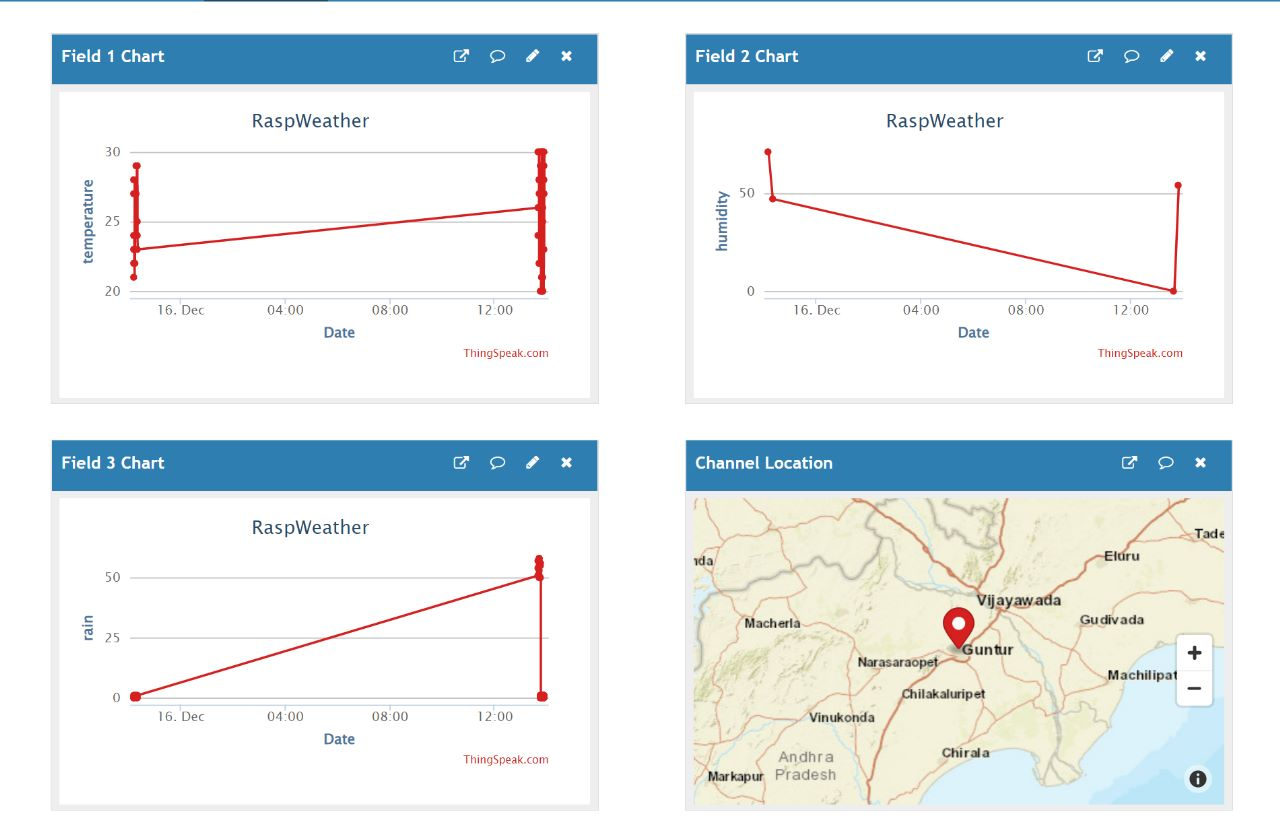 Field 1 Chart
RaspWeather
temperature
30
25
20
16. Dec 04:00 08:00 12:00
Date
ThingSpeak.com
Field 2 Chart
RaspWeather
humidity
50
0
16. Dec 04:00 08:00 12:00
Date
ThingSpeak.com
Field 3 Chart
RaspWeather
rain
50
25
0
16. Dec 04:00 08:00 12:00
Date
ThingSpeak.com
Channel Location
Tade
Eluru
nda
Vijayawada
Macherla
Gudivada
Guntur
Narasaraopet
Machilipat
Chilakaluripet
Vinukonda
Chirala
Andhra
Pradesh
Markapur